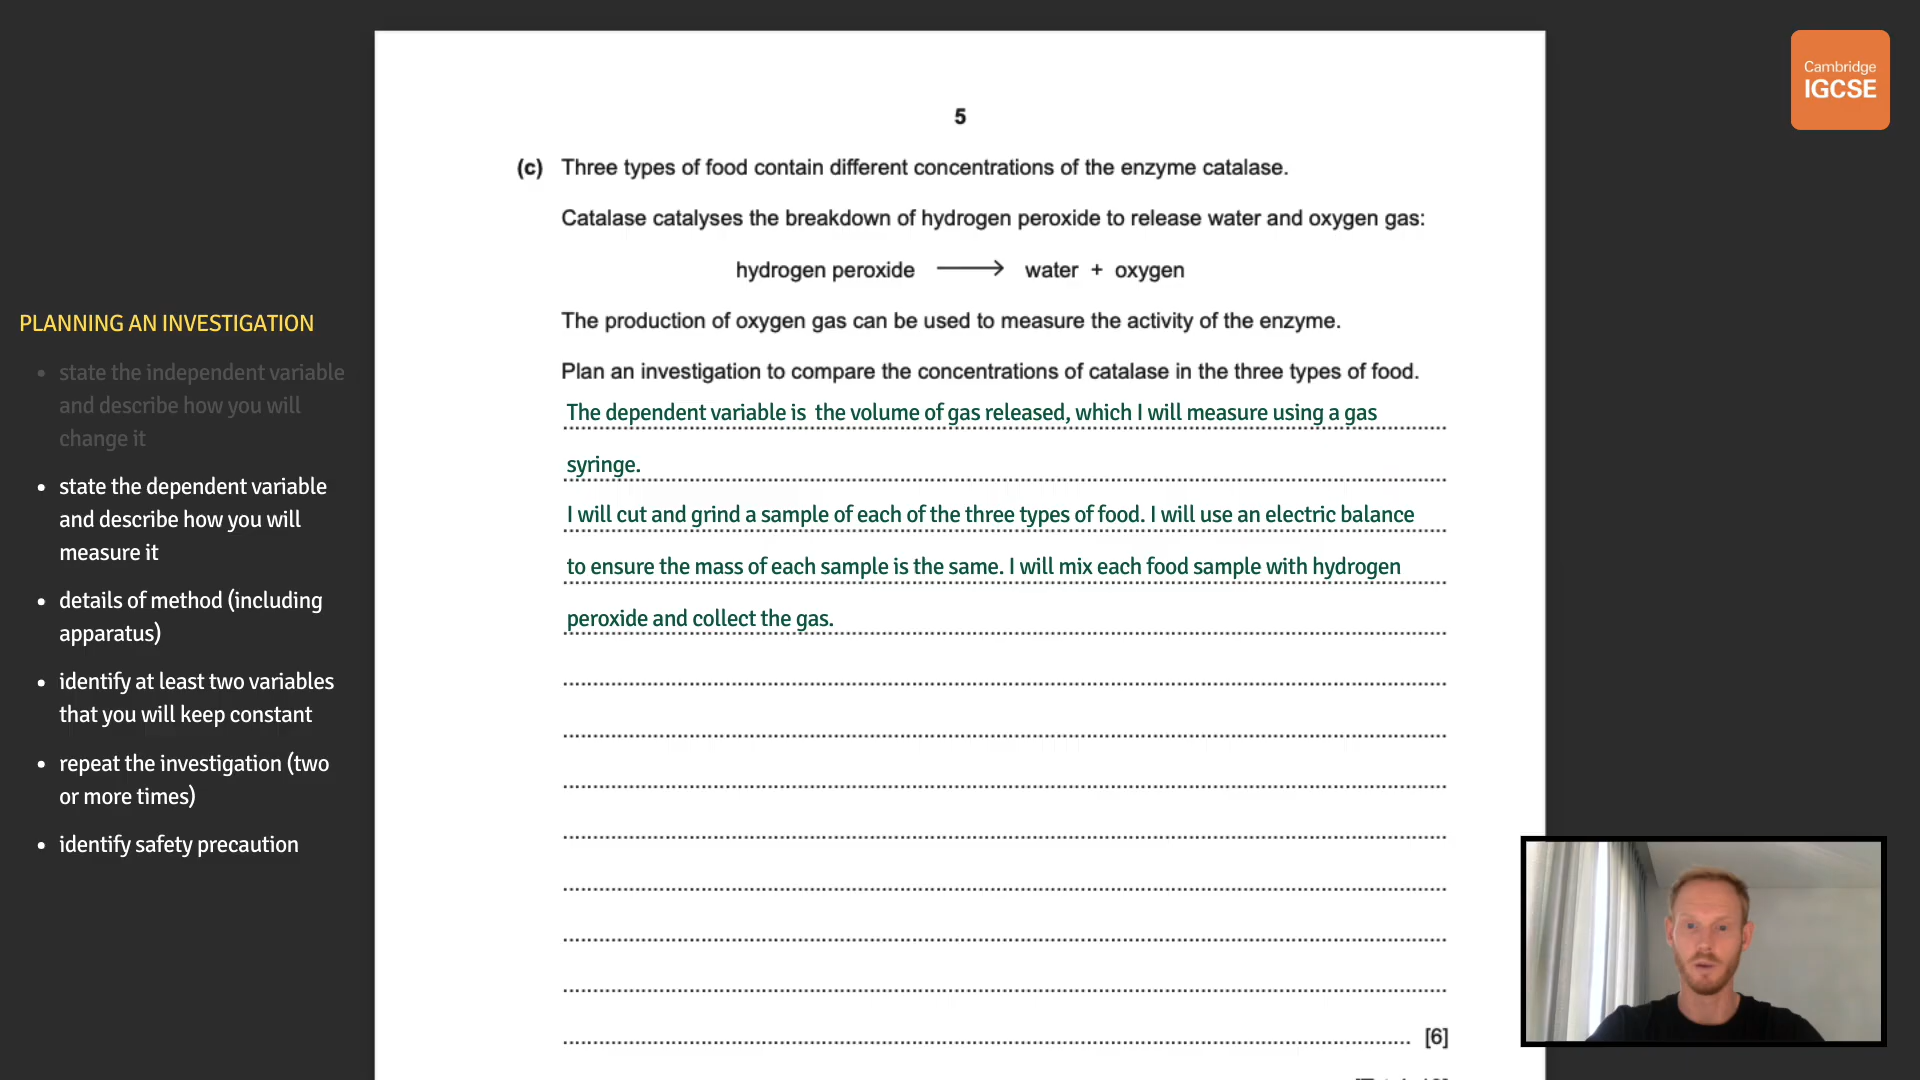 Cambridge
IGCSE
5
(c) Three types of food contain different concentrations of the enzyme catalase.
Catalase catalyses the breakdown of hydrogen peroxide to release water and oxygen gas:
hydrogen peroxide → water + oxygen
The production of oxygen gas can be used to measure the activity of the enzyme.
Plan an investigation to compare the concentrations of catalase in the three types of food.
The dependent variable is the volume of gas released, which I will measure using a gas
syringe.
I will cut and grind a sample of each of the three types of food. I will use an electric balance
to ensure the mass of each sample is the same. I will mix each food sample with hydrogen
peroxide and collect the gas.
[6]
PLANNING AN INVESTIGATION
• state the independent variable
and describe how you will
change it
• state the dependent variable
and describe how you will
measure it
• details of method (including
apparatus)
• identify at least two variables
that you will keep constant
• repeat the investigation (two
or more times)
• identify safety precaution